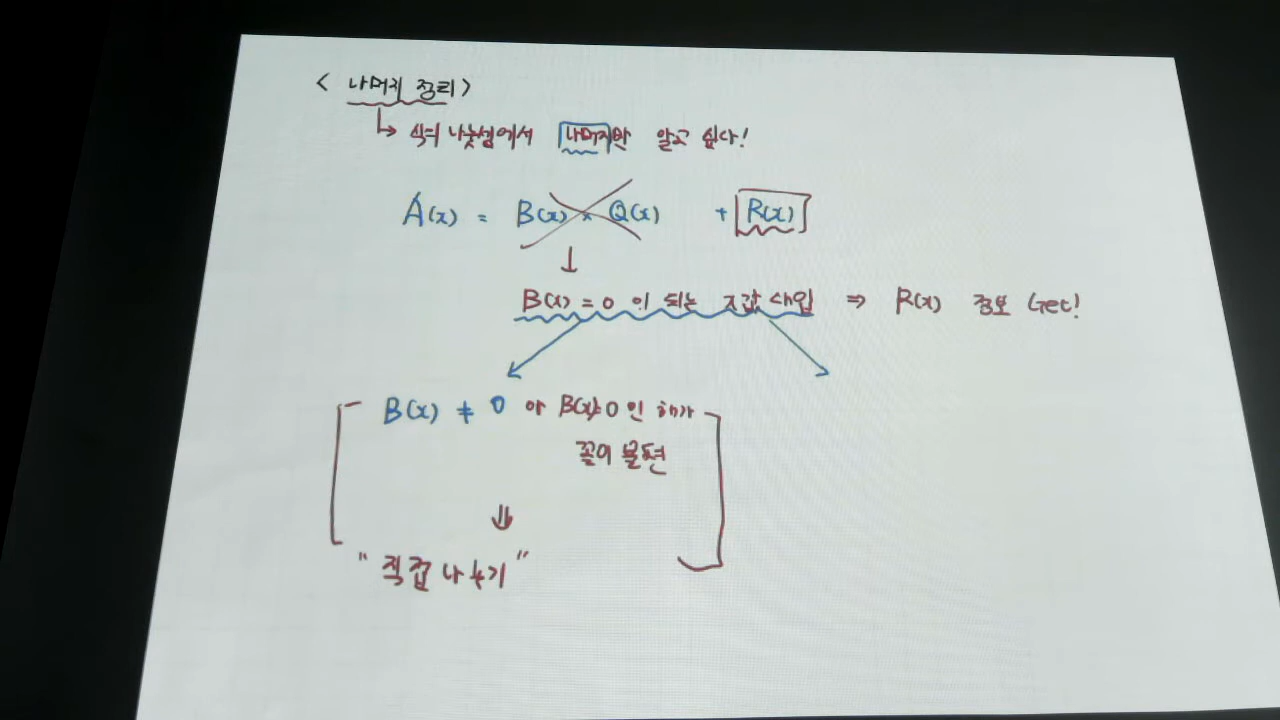 < 나머지 정리 >
↳ 식의 나눗셈에서 나머지만 알고 싶다!
A(x) = B(x) × Q(x) + R(x)
↓
B(x) = 0 이 되는 x값 대입 ⇒ R(x) 정보 Get!
B(x) ≠ 0 or B(x)=0 인 해가
꼴이 불편
⇓
" 직접 나누기 "